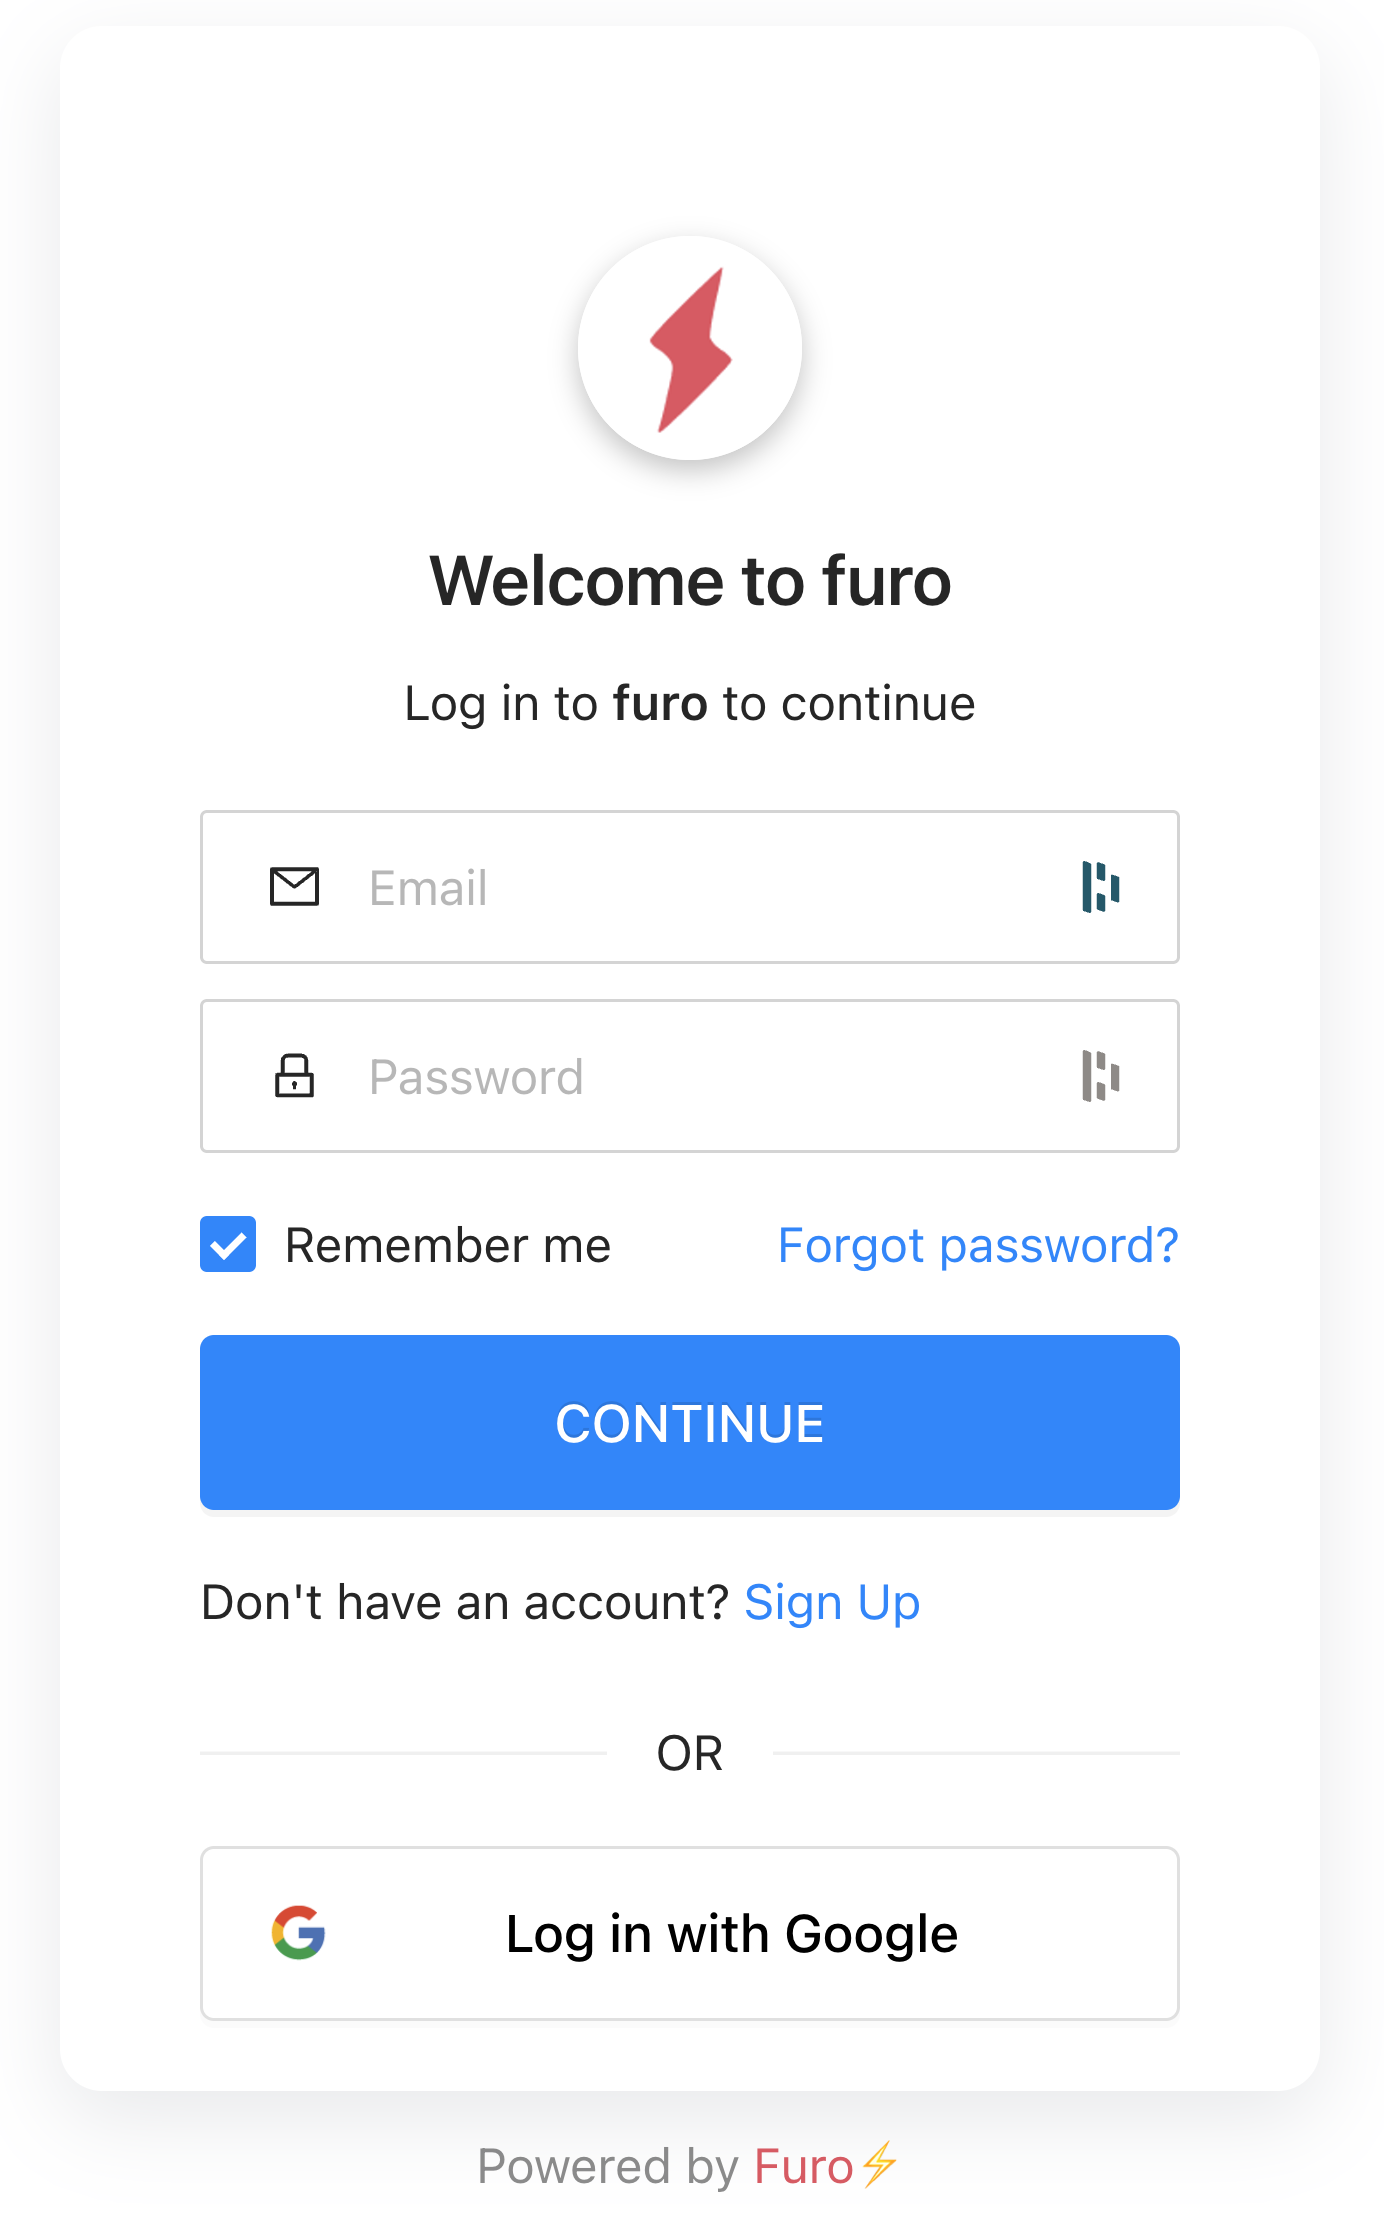 Welcome to furo
Log in to furo to continue
Email
Password
Remember me
Forgot password?
CONTINUE
Don't have an account? Sign Up
OR
Log in with Google
Powered by Furo⚡